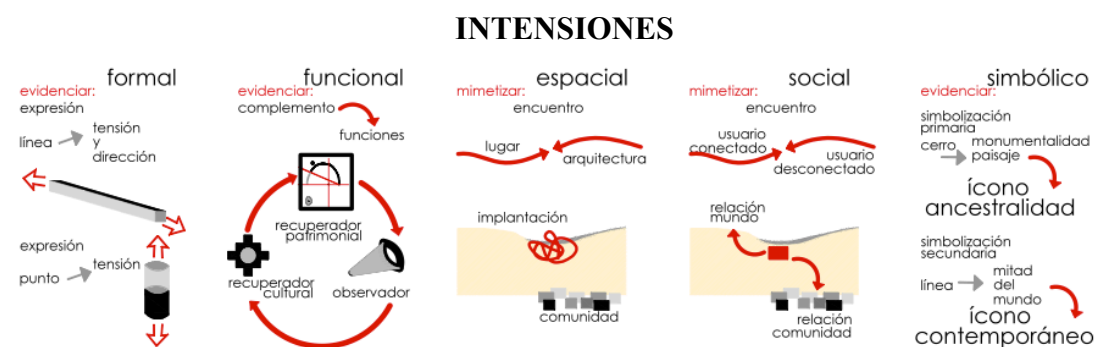 INTENSIONES
formal
evidenciar:
expresión
línea
tensión
y
dirección
expresión
punto
tensión
funcional
evidenciar:
complemento
funciones
recuperador
patrimonial
recuperador
cultural
observador
espacial
mimetizar:
encuentro
lugar
arquitectura
implantación
comunidad
social
mimetizar:
encuentro
usuario
conectado
usuario
desconectado
relación
mundo
relación
comunidad
simbólico
evidenciar:
simbolización
primaria
cerro
monumentalidad
paisaje
ícono
ancestralidad
simbolización
secundaria
línea
mitad
del
mundo
ícono
contemporáneo